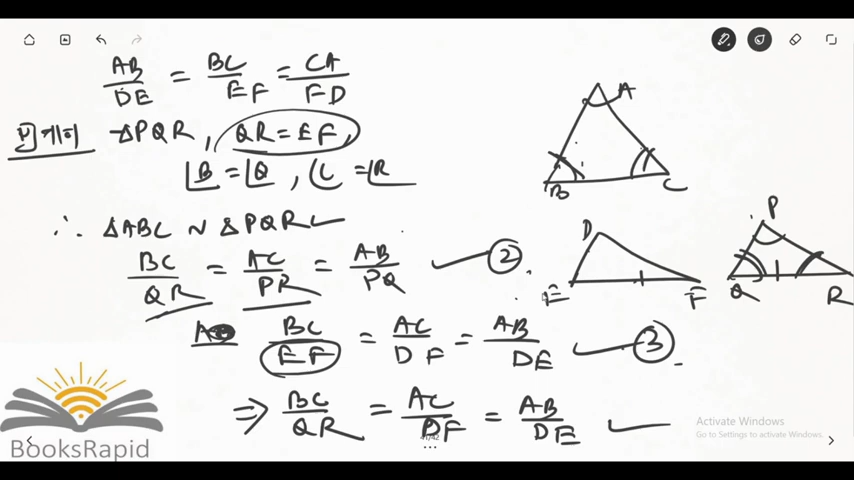 AB/DE = BC/EF = CA/FD
ΔPQR, QR = EF,
∠B = ∠Q, ∠C = ∠R
∴ ΔABC ~ ΔPQR
BC/QR = AC/PR = AB/PQ ②
BC/EF = AC/DF = AB/DE ③
⇒ BC/QR = AC/DF = AB/DE
A
B
C
D
E
F
P
Q
R
BooksRapid
41/42
Activate Windows
Go to Settings to activate Windows.